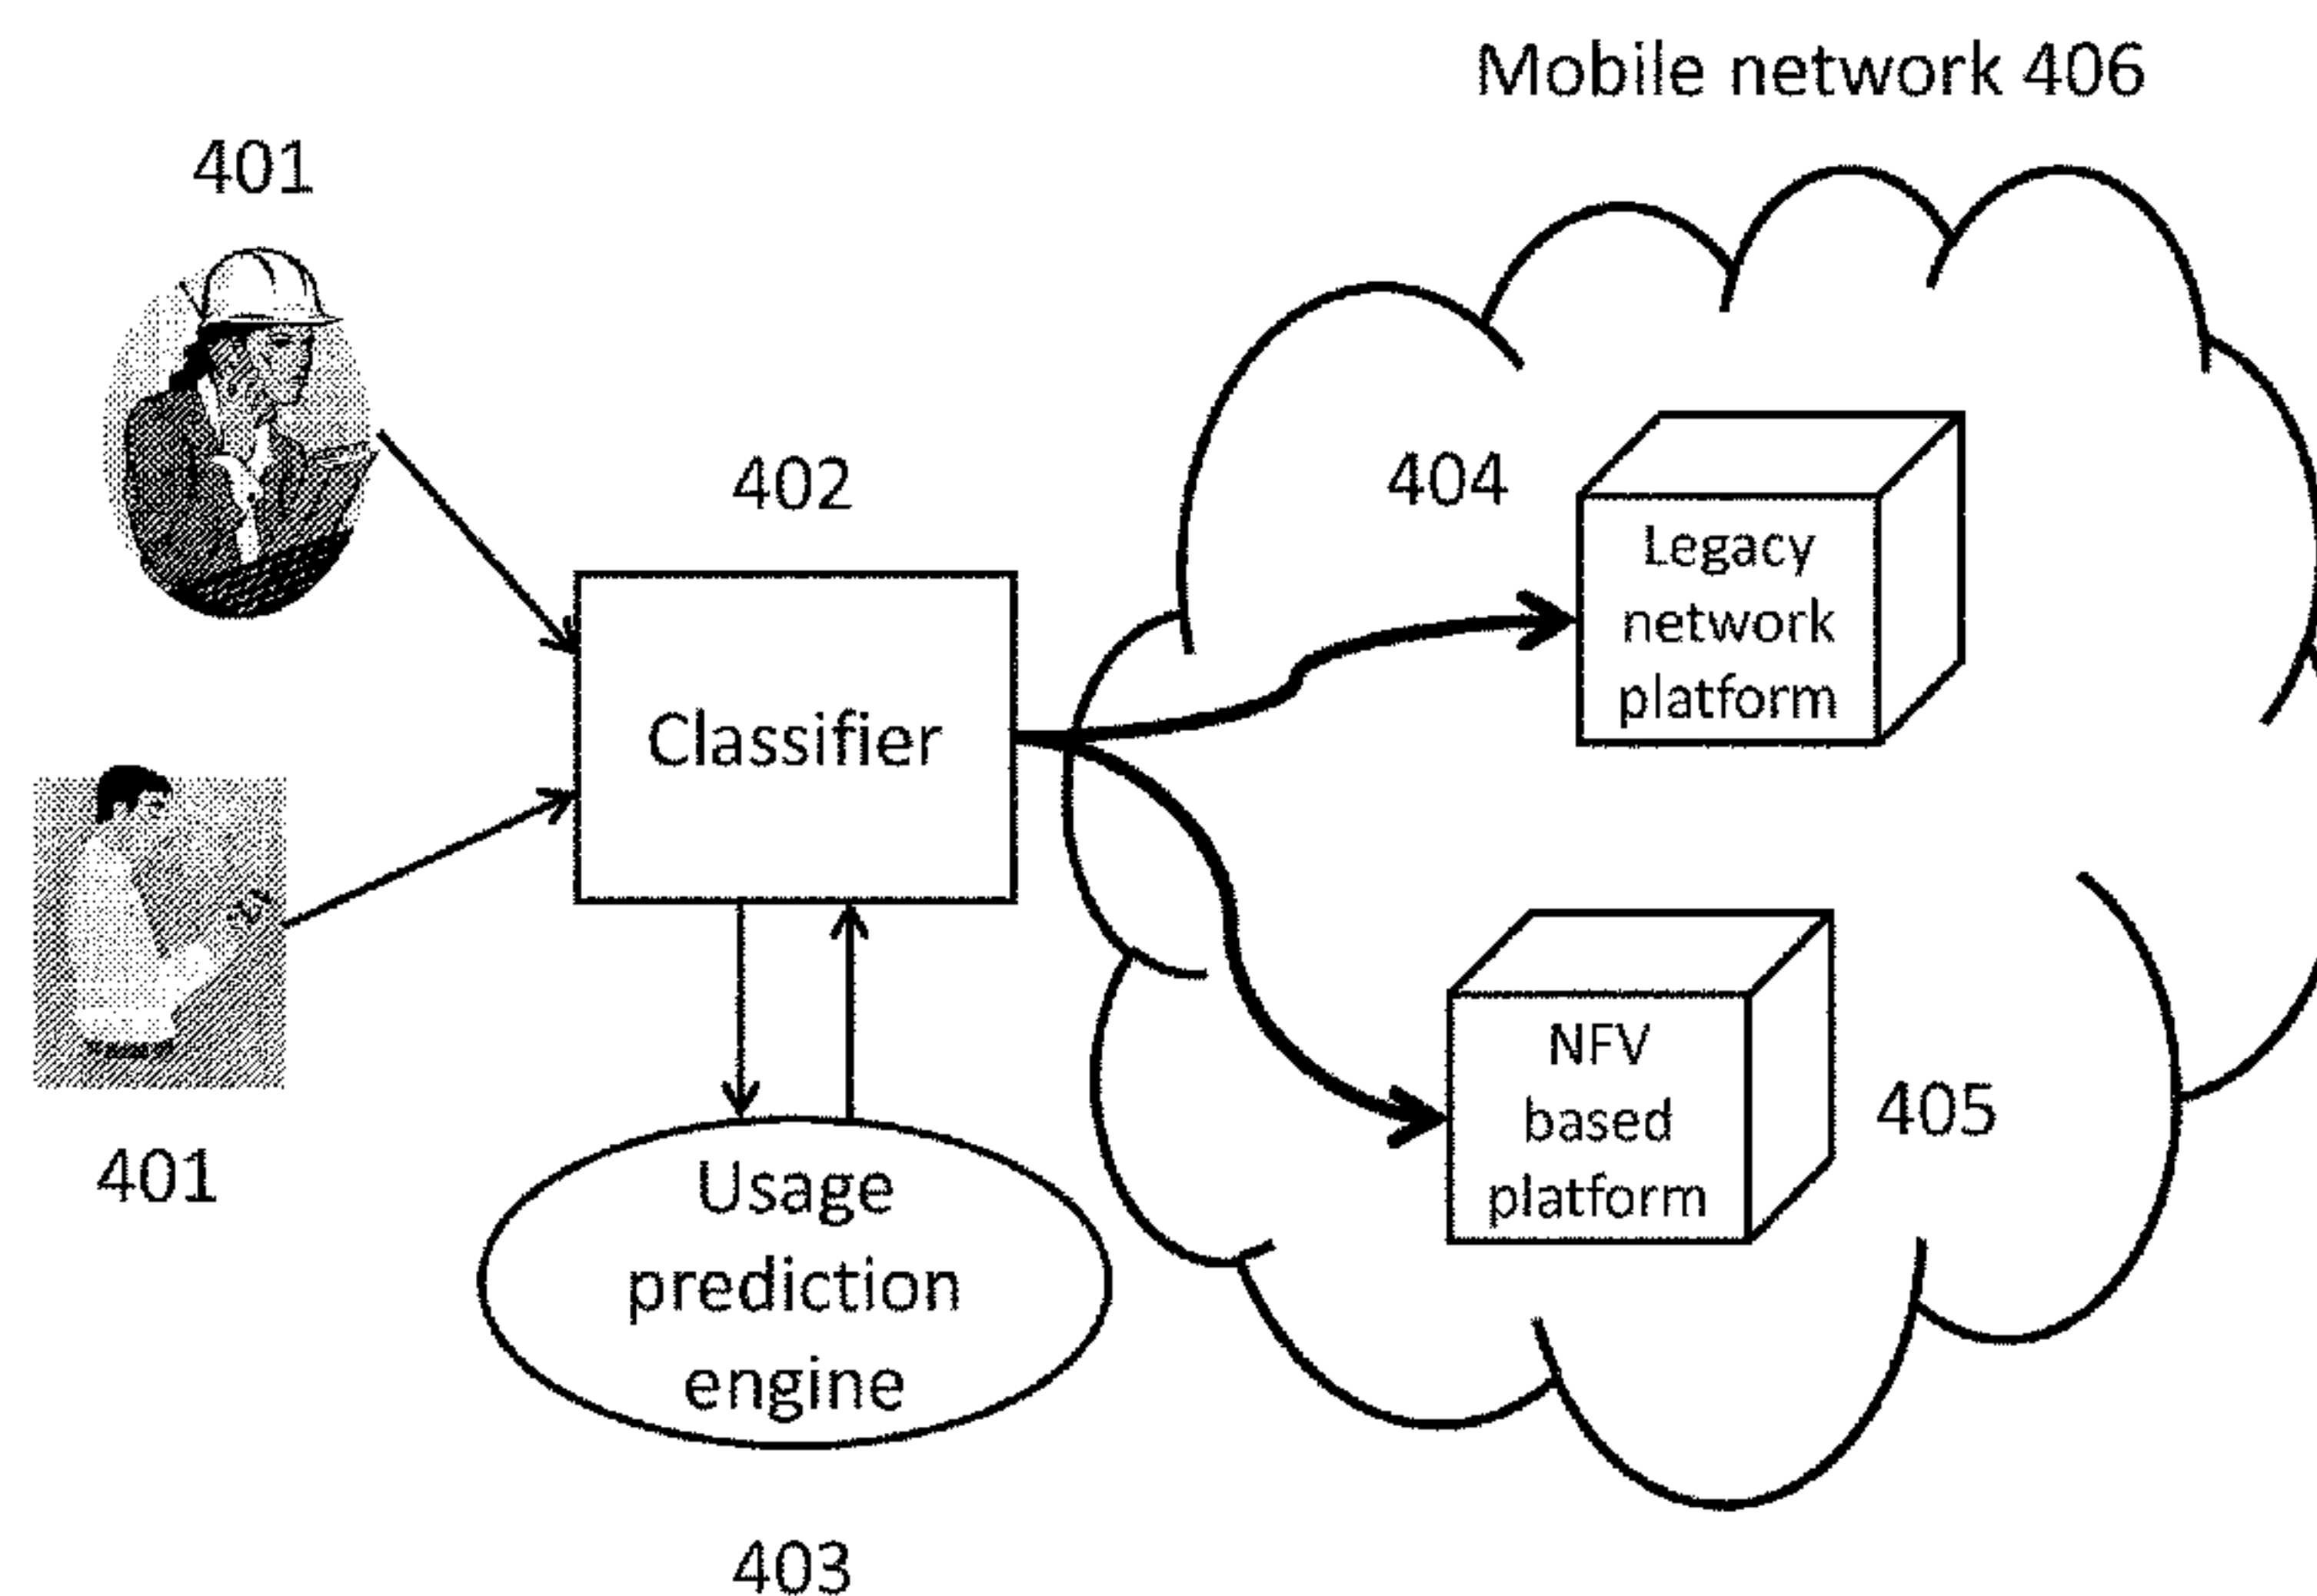 Mobile network 406
401
402
404
Legacy
network
platform
Classifier
NFV
based
platform
405
401
Usage
prediction
engine
403